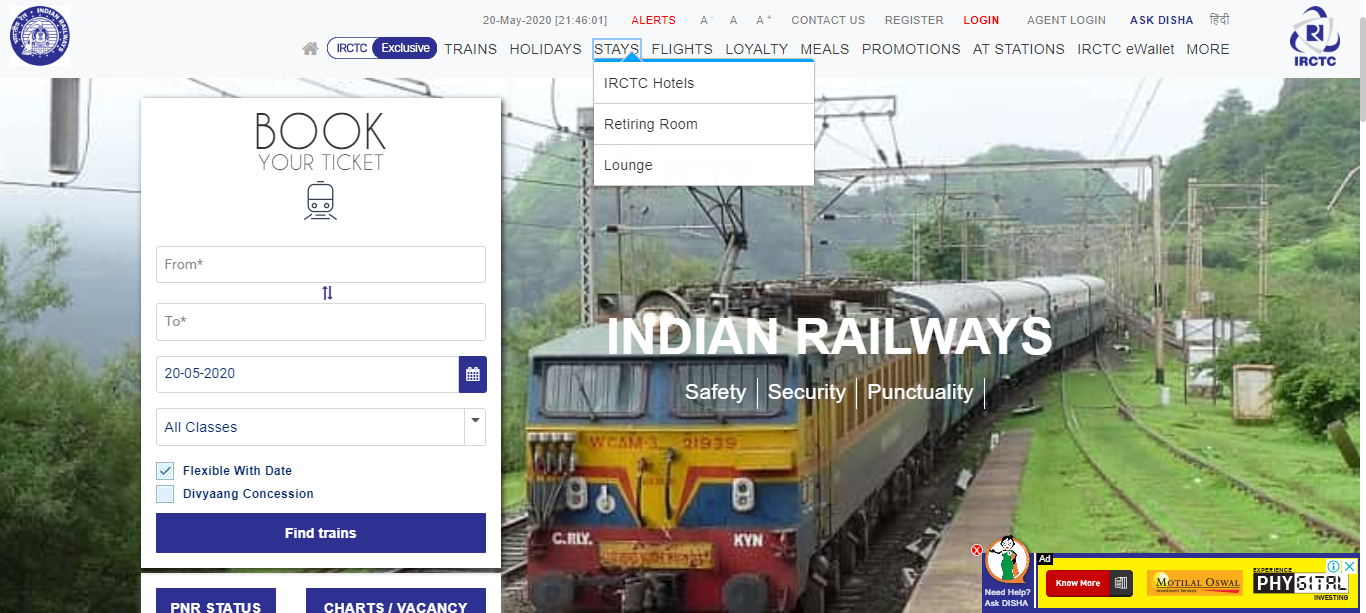 20-May-2020 [21:46:01] ALERTS A- A A+ CONTACT US REGISTER LOGIN AGENT LOGIN ASK DISHA हिंदी
INDIAN RAILWAYS
IRCTC Exclusive TRAINS HOLIDAYS STAYS FLIGHTS LOYALTY MEALS PROMOTIONS AT STATIONS IRCTC eWallet MORE
IRCTC
IRCTC Hotels
Retiring Room
Lounge
BOOK
YOUR TICKET
From*
To*
20-05-2020
All Classes
Flexible With Date
Divyaang Concession
Find trains
PNR STATUS CHARTS / VACANCY
INDIAN RAILWAYS
Safety Security Punctuality
WCAM-3 21939
C.RLY. KYN
Need Help?
Ask DISHA
Ad
Know More
MOTILAL OSWAL
Investment Services
EXPERIENCE
PHYGITAL
INVESTING